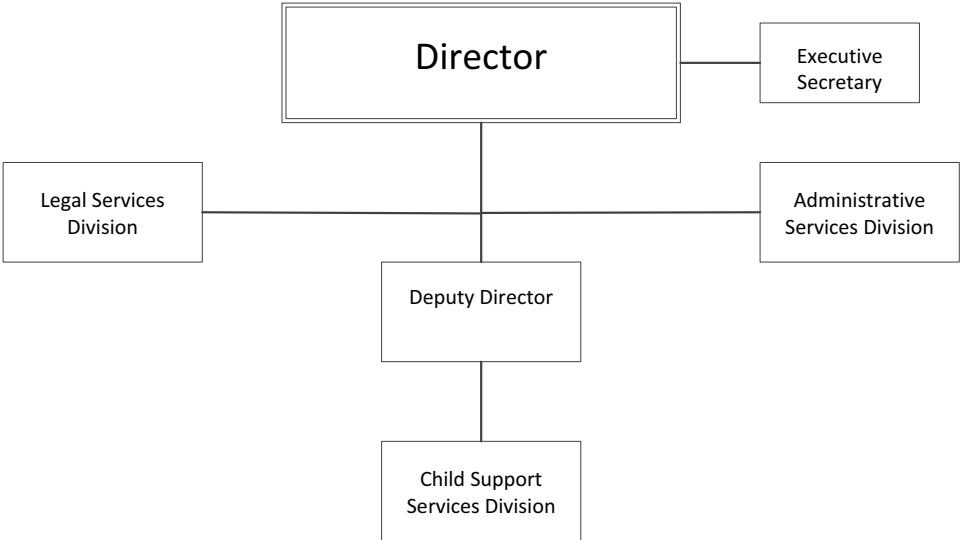 Director
Executive
Secretary
Legal Services
Division
Administrative
Services Division
Deputy Director
Child Support
Services Division